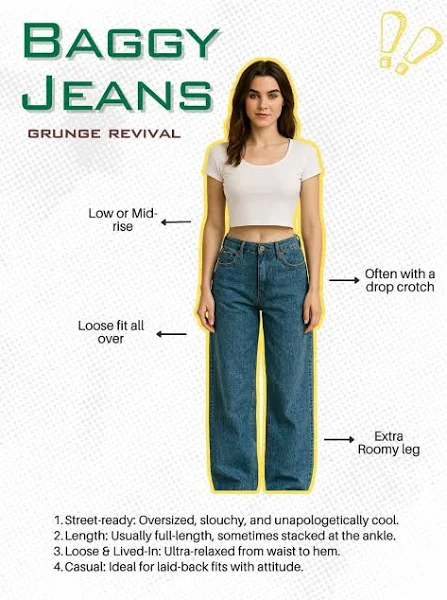 BAGGY
JEANS
GRUNGE REVIVAL
Low or Mid-
rise
Often with a
drop crotch
Loose fit all
over
Extra
Roomy leg
1. Street-ready: Oversized, slouchy, and unapologetically cool.
2. Length: Usually full-length, sometimes stacked at the ankle.
3. Loose & Lived-In: Ultra-relaxed from waist to hem.
4. Casual: Ideal for laid-back fits with attitude.